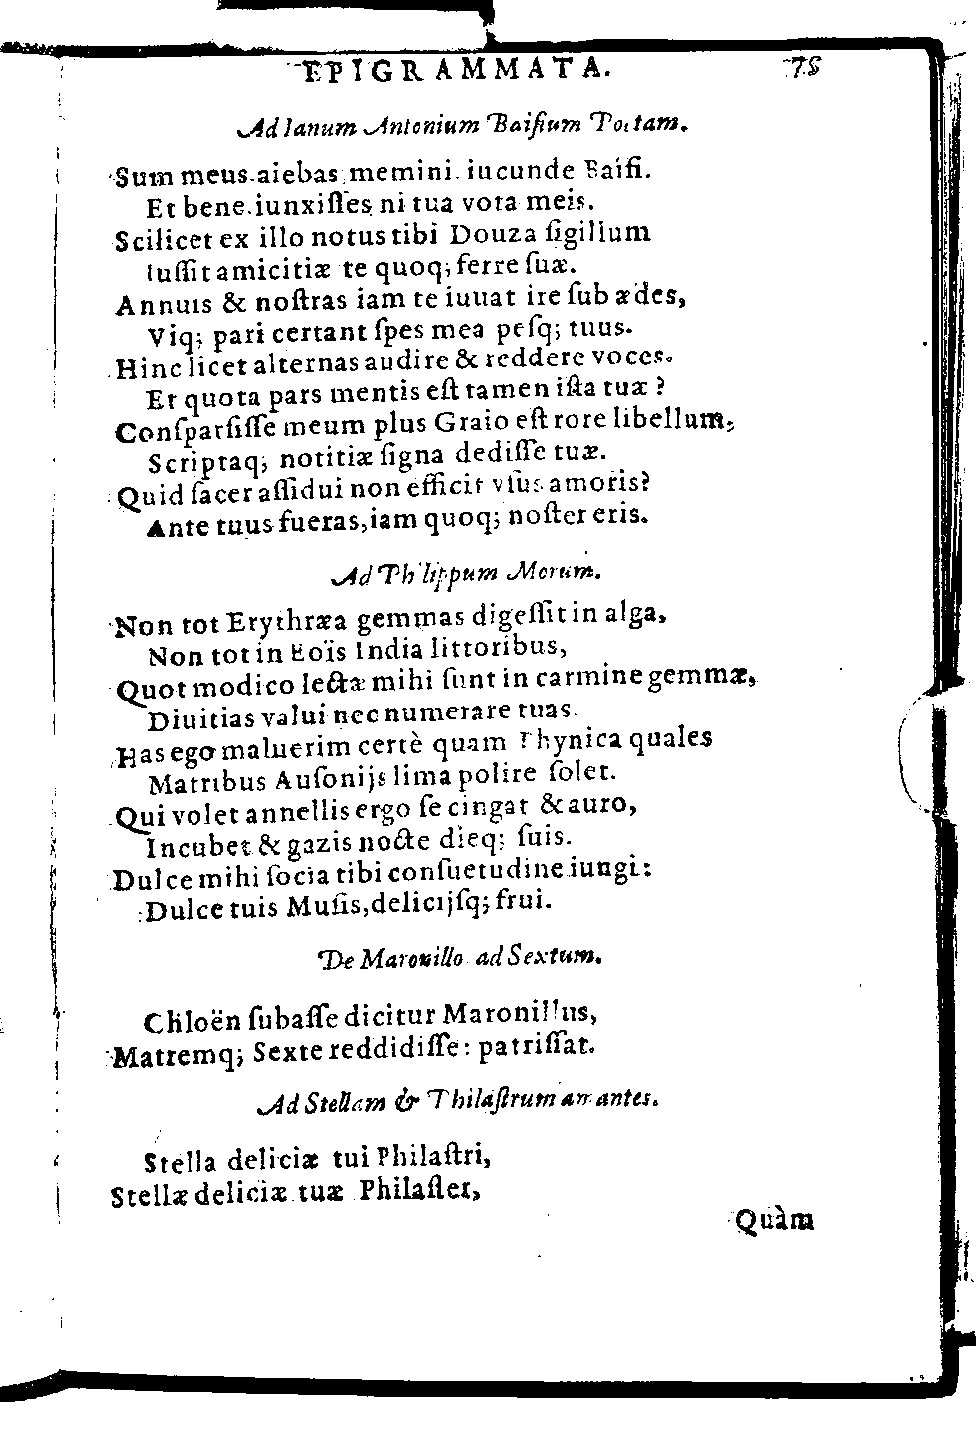 EPIGRAMMATA. 75
Ad Ianum Antonium Baifium Poëtam.
Sum meus, aiebas, memini, iucunde Baifi.
Et bene, iunxiſſes ni tua vota meis.
Scilicet ex illo notus tibi Douza ſigillum
Iuſſit amicitiæ te quoq; ferre ſuæ.
Annuis & noſtras iam te iuuat ire ſub ædes,
Viq; pari certant ſpes mea peſq; tuus.
Hinc licet alternas audire & reddere voces.
Et quota pars mentis eſt tamen iſta tuæ?
Conſparſiſſe meum plus Graio eſt rore libellum,
Scriptaq; notitiæ ſigna dediſſe tuæ.
Quid ſacer aſſidui non efficit vſus amoris?
Ante tuus fueras, iam quoq; noſter eris.
Ad Philippum Morum.
Non tot Erythræa gemmas digeſſit in alga,
Non tot in Eoïs India littoribus,
Quot modico lectæ mihi ſunt in carmine gemmæ,
Diuitias valui nec numerare tuas.
Has ego maluerim certè quam Thynica quales
Matribus Auſonijs lima polire ſolet.
Qui volet annellis ergo ſe cingat & auro,
Incubet & gazis nocte dieq; ſuis.
Dulce mihi ſocia tibi conſuetudine iungi:
Dulce tuis Muſis, delicijſq; frui.
De Maronillo ad Sextum.
Chloën ſubaſſe dicitur Maronillus,
Matremq; Sexte reddidiſſe: patriſſat.
Ad Stellam & Philaſtrum amantes.
Stella deliciæ tui Philaſtri,
Stellæ deliciæ tuæ Philaſter,
Quàm